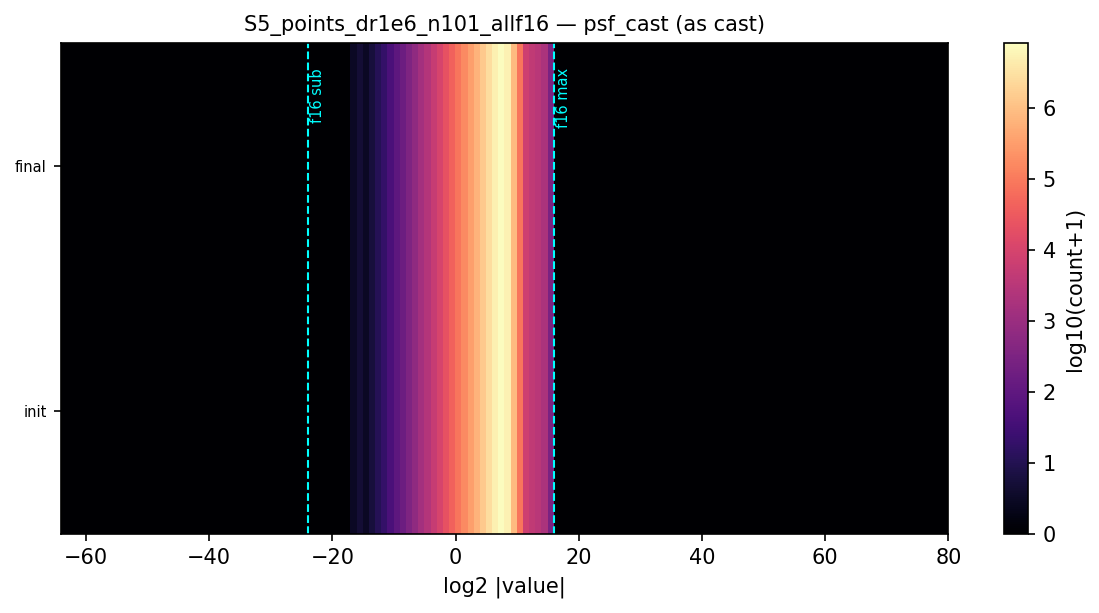 S5_points_dr1e6_n101_allf16 — psf_cast (as cast)
f16 sub
f16 max
final
init
−60 −40 −20 0 20 40 60 80
log2 |value|
6
5
4
3
2
1
0
log10(count+1)